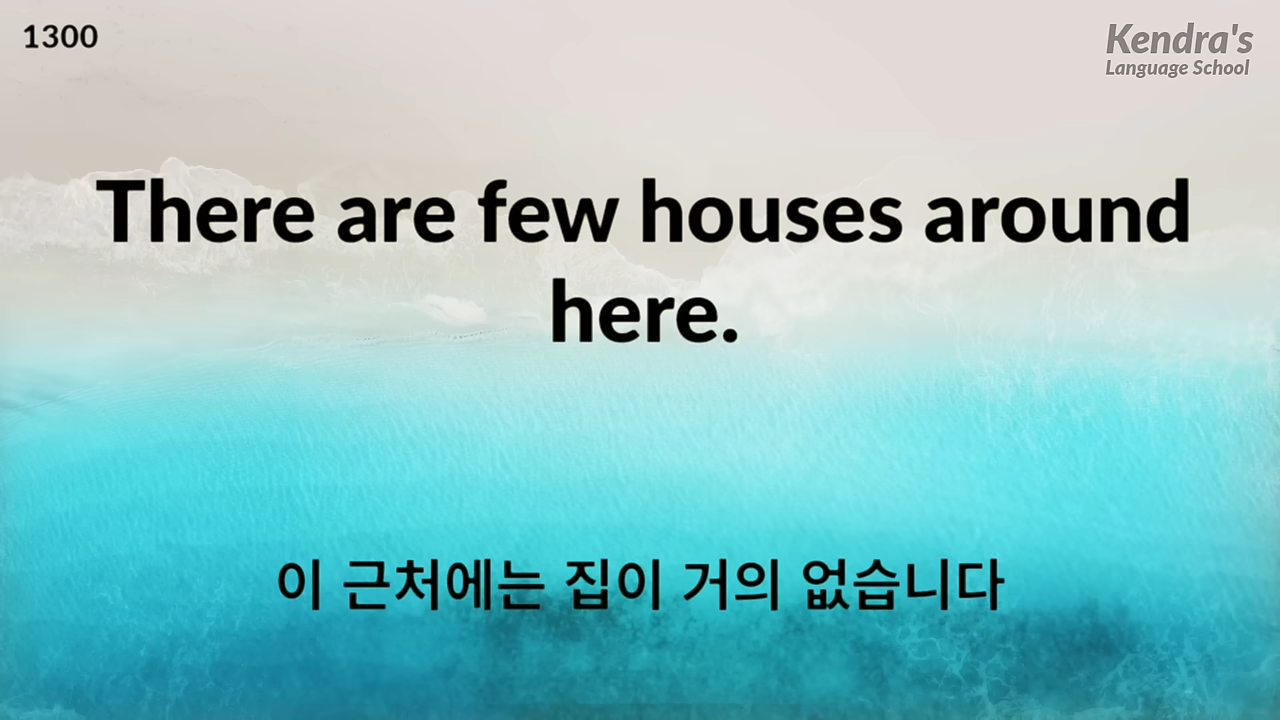 1300
Kendra's
Language School
There are few houses around
here.
이 근처에는 집이 거의 없습니다